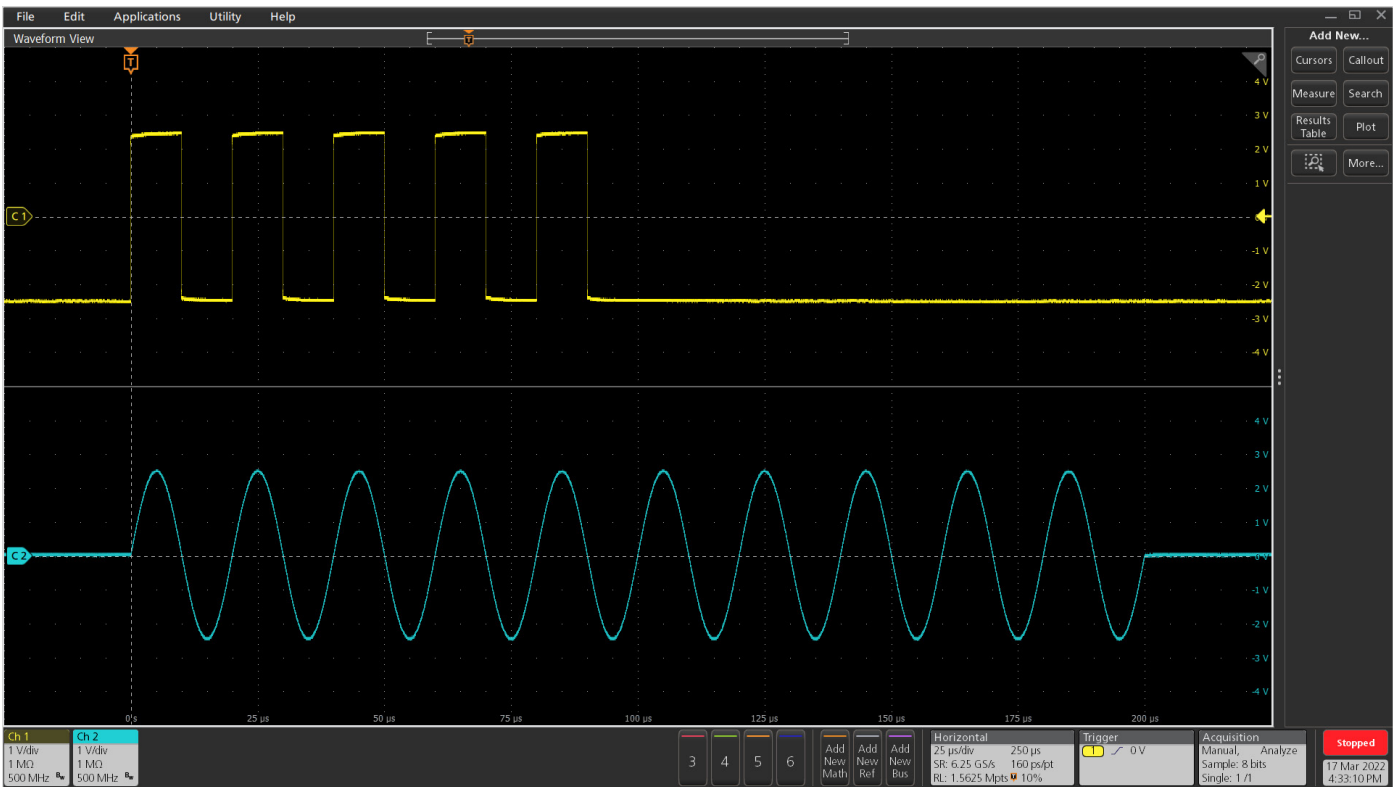 File Edit Applications Utility Help
Waveform View
T
T
Add New...
Cursors Callout
Measure Search
Results Table Plot
More...
4 V
3 V
2 V
1 V
C 1
-1 V
-2 V
-3 V
-4 V
4 V
3 V
2 V
1 V
C 2
0 V
-1 V
-2 V
-3 V
-4 V
0 s 25 µs 50 µs 75 µs 100 µs 125 µs 150 µs 175 µs 200 µs
Ch 1
1 V/div
1 MΩ
500 MHz
Ch 2
1 V/div
1 MΩ
500 MHz
3 4 5 6
Add New Math
Add New Ref
Add New Bus
Horizontal
25 µs/div 250 µs
SR: 6.25 GS/s 160 ps/pt
RL: 1.5625 Mpts 10%
Trigger
1 0 V
Acquisition
Manual, Analyze
Sample: 8 bits
Single: 1 /1
Stopped
17 Mar 2022
4:33:10 PM